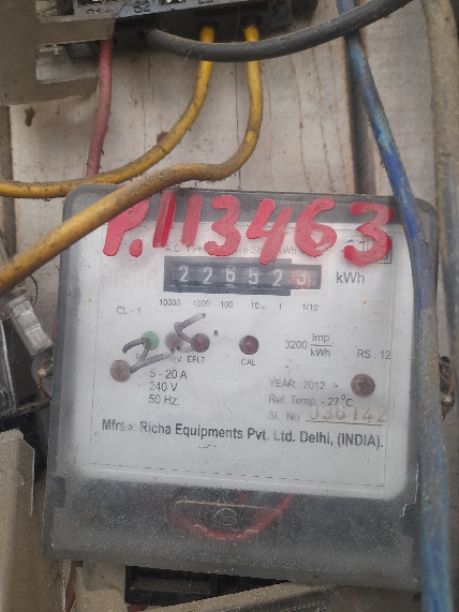 P.113463
22652
kWh
CL - 1
10000 1000 100 10 1 1/10
2.5
REV. EFLT
CAL
3200 Imp/kWh
RS : 12
5 - 20 A
240 V
50 Hz.
YEAR : 2012
Ref. Temp. - 27°C
SL No
Mfrs : Richa Equipments Pvt. Ltd. Delhi, (INDIA).